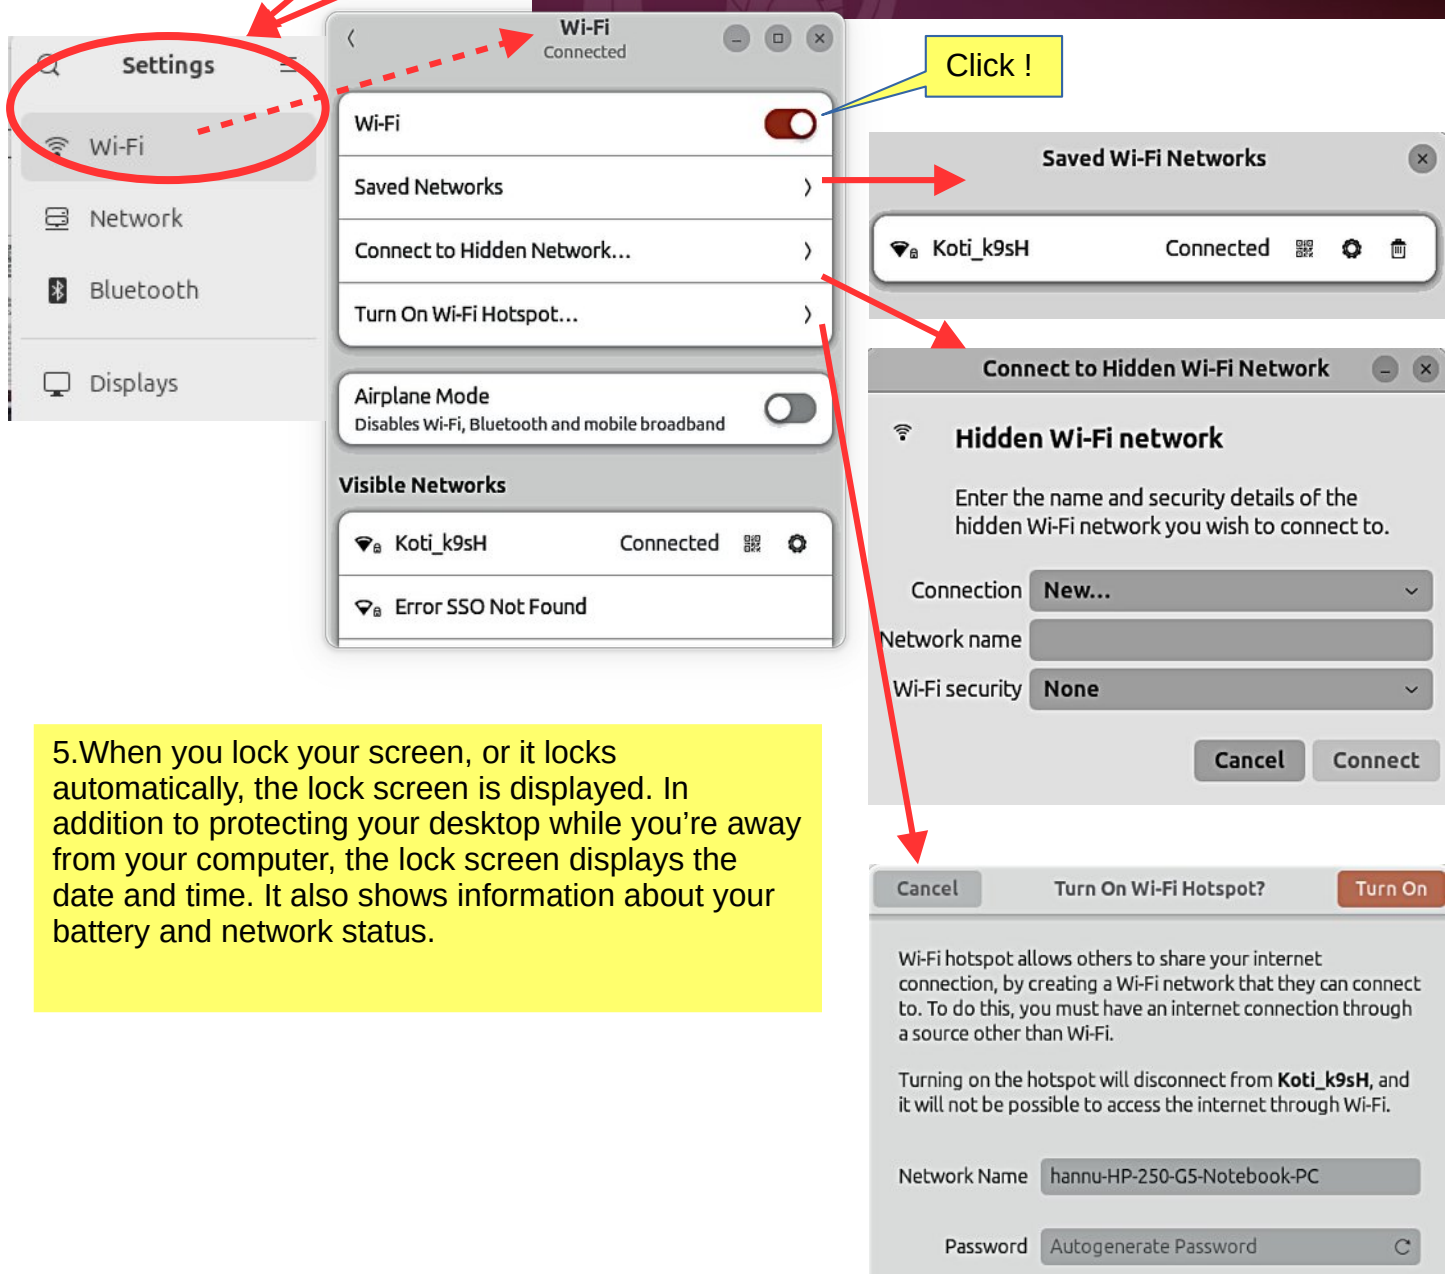 Settings
Wi-Fi
Network
Bluetooth
Displays
Wi-Fi
Connected
Click !
Wi-Fi
Saved Networks
Connect to Hidden Network...
Turn On Wi-Fi Hotspot...
Airplane Mode
Disables Wi-Fi, Bluetooth and mobile broadband
Visible Networks
Koti_k9sH Connected
Error SSO Not Found
Saved Wi-Fi Networks
Koti_k9sH Connected
Connect to Hidden Wi-Fi Network
Hidden Wi-Fi network
Enter the name and security details of the
hidden Wi-Fi network you wish to connect to.
Connection New...
Network name
Wi-Fi security None
Cancel Connect
5.When you lock your screen, or it locks
automatically, the lock screen is displayed. In
addition to protecting your desktop while you’re away
from your computer, the lock screen displays the
date and time. It also shows information about your
battery and network status.
Cancel Turn On Wi-Fi Hotspot? Turn On
Wi-Fi hotspot allows others to share your internet
connection, by creating a Wi-Fi network that they can connect
to. To do this, you must have an internet connection through
a source other than Wi-Fi.
Turning on the hotspot will disconnect from Koti_k9sH, and
it will not be possible to access the internet through Wi-Fi.
Network Name hannu-HP-250-G5-Notebook-PC
Password Autogenerate Password